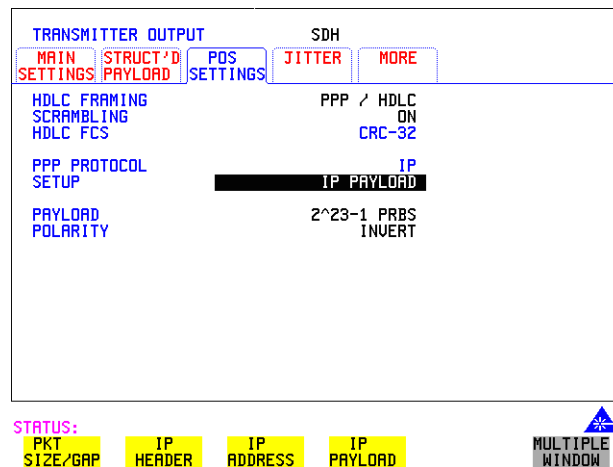 TRANSMITTER OUTPUT SDH
MAIN SETTINGS STRUCT'D PAYLOAD POS SETTINGS JITTER MORE
HDLC FRAMING PPP / HDLC
SCRAMBLING ON
HDLC FCS CRC-32
PPP PROTOCOL IP
SETUP IP PAYLOAD
PAYLOAD 2^23-1 PRBS
POLARITY INVERT
STATUS:
PKT SIZE/GAP IP HEADER IP ADDRESS IP PAYLOAD MULTIPLE WINDOW